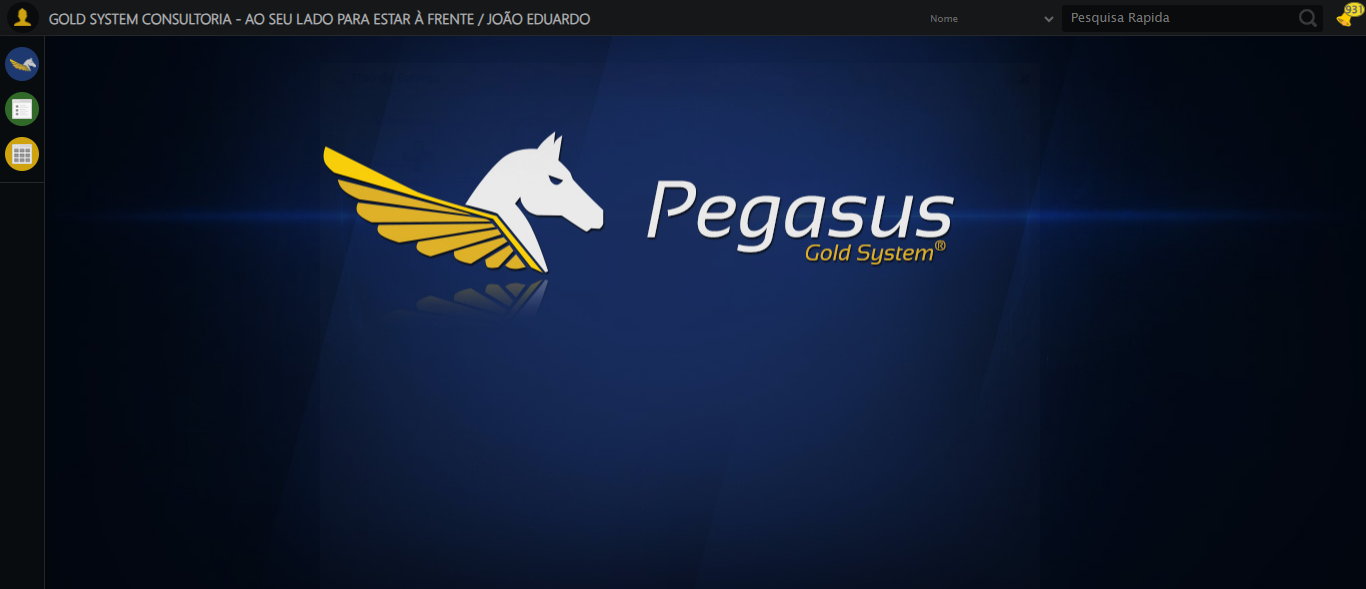 GOLD SYSTEM CONSULTORIA - AO SEU LADO PARA ESTAR À FRENTE / JOÃO EDUARDO
Nome
Pesquisa Rapida
931
Pegasus
Gold System®